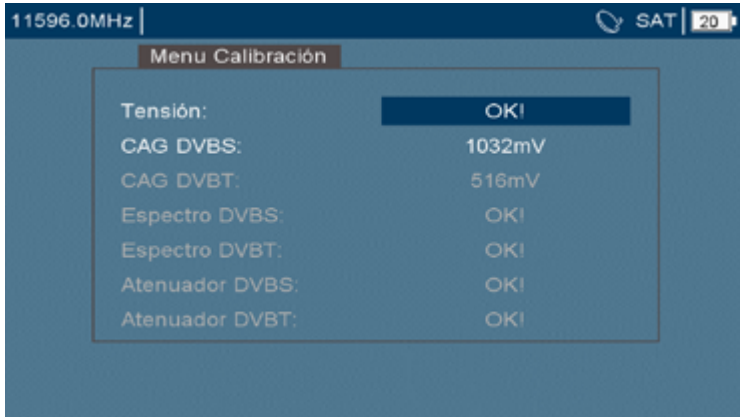 11596.0MHz SAT 20
Menu Calibración
Tensión: OK!
CAG DVBS: 1032mV
CAG DVBT: 516mV
Espectro DVBS: OK!
Espectro DVBT: OK!
Atenuador DVBS: OK!
Atenuador DVBT: OK!